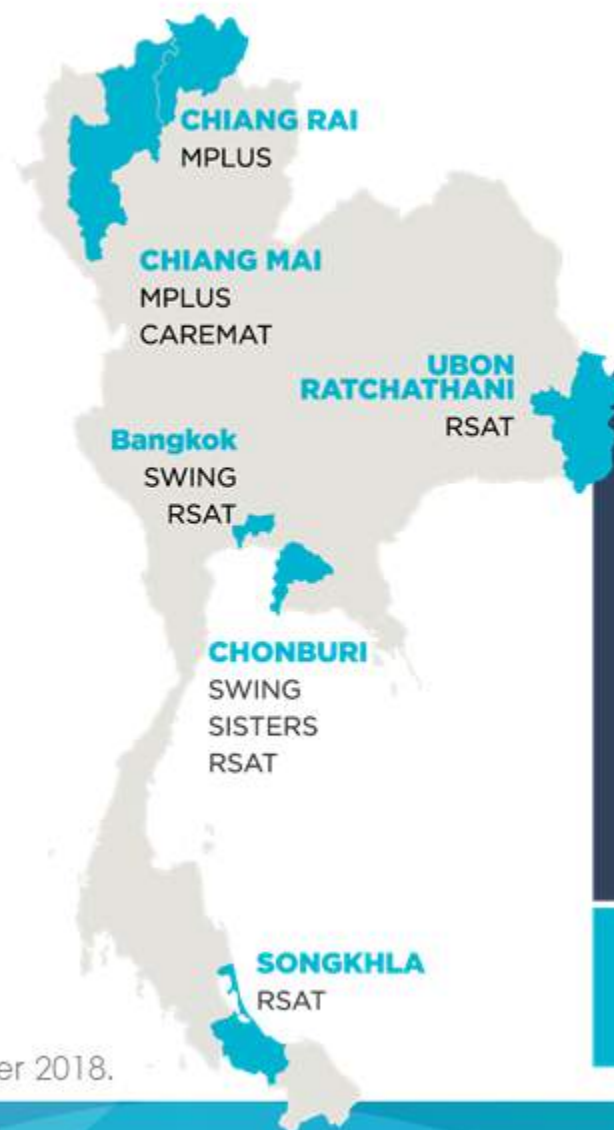 CHIANG RAI
MPLUS
CHIANG MAI
MPLUS
CAREMAT
UBON
RATCHATHANI
RSAT
Bangkok
SWING
RSAT
CHONBURI
SWING
SISTERS
RSAT
SONGKHLA
RSAT
er 2018.